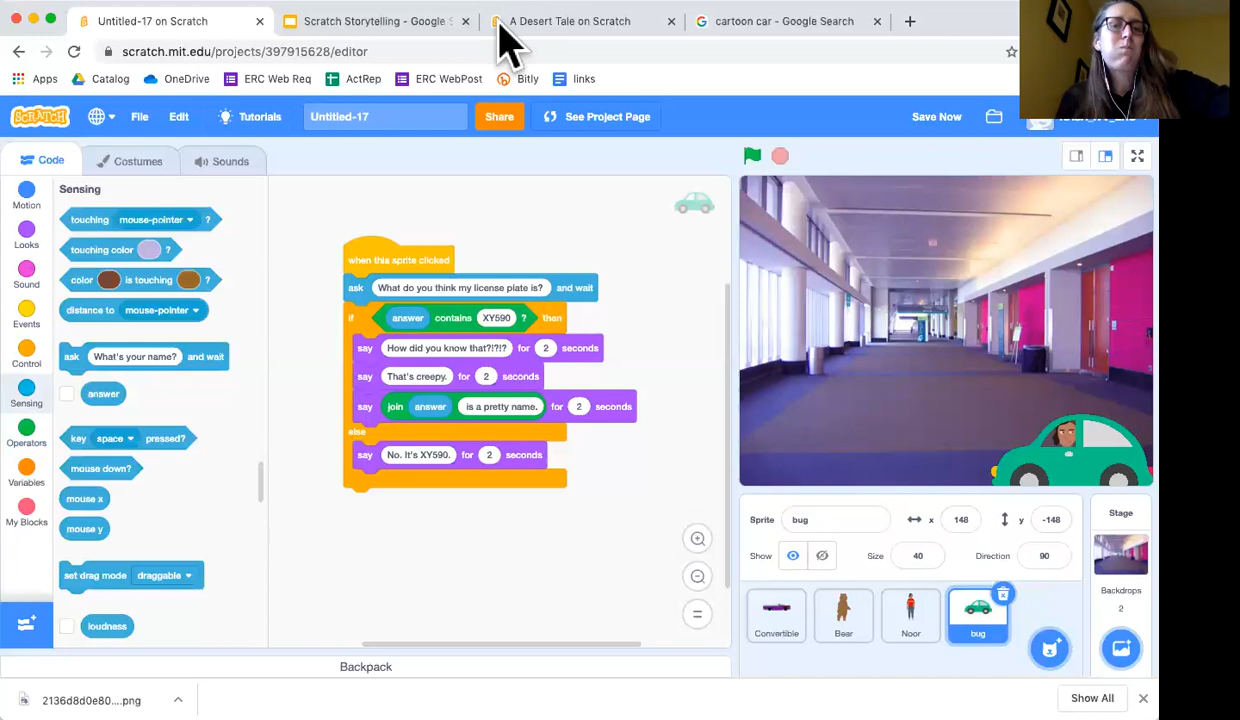 Untitled-17 on Scratch
Scratch Storytelling - Google S
A Desert Tale on Scratch
cartoon car - Google Search
scratch.mit.edu/projects/397915628/editor
Apps
Catalog
OneDrive
ERC Web Req
ActRep
ERC WebPost
Bitly
links
SCRATCH
File
Edit
Tutorials
Untitled-17
Share
See Project Page
Save Now
Code
Costumes
Sounds
Motion
Looks
Sound
Events
Control
Sensing
Operators
Variables
My Blocks
Sensing
touching mouse-pointer ?
touching color ?
color is touching ?
distance to mouse-pointer
ask What's your name? and wait
answer
key space pressed?
mouse down?
mouse x
mouse y
set drag mode draggable
loudness
when this sprite clicked
ask What do you think my license plate is? and wait
if answer contains XY590 ? then
say How did you know that?!?!? for 2 seconds
say That's creepy. for 2 seconds
say join answer is a pretty name. for 2 seconds
else
say No. It's XY590. for 2 seconds
Sprite bug x 148 y -148
Show Size 40 Direction 90
Convertible
Bear
Noor
bug
Stage
Backdrops
2
Backpack
2136d8d0e80....png
Show All